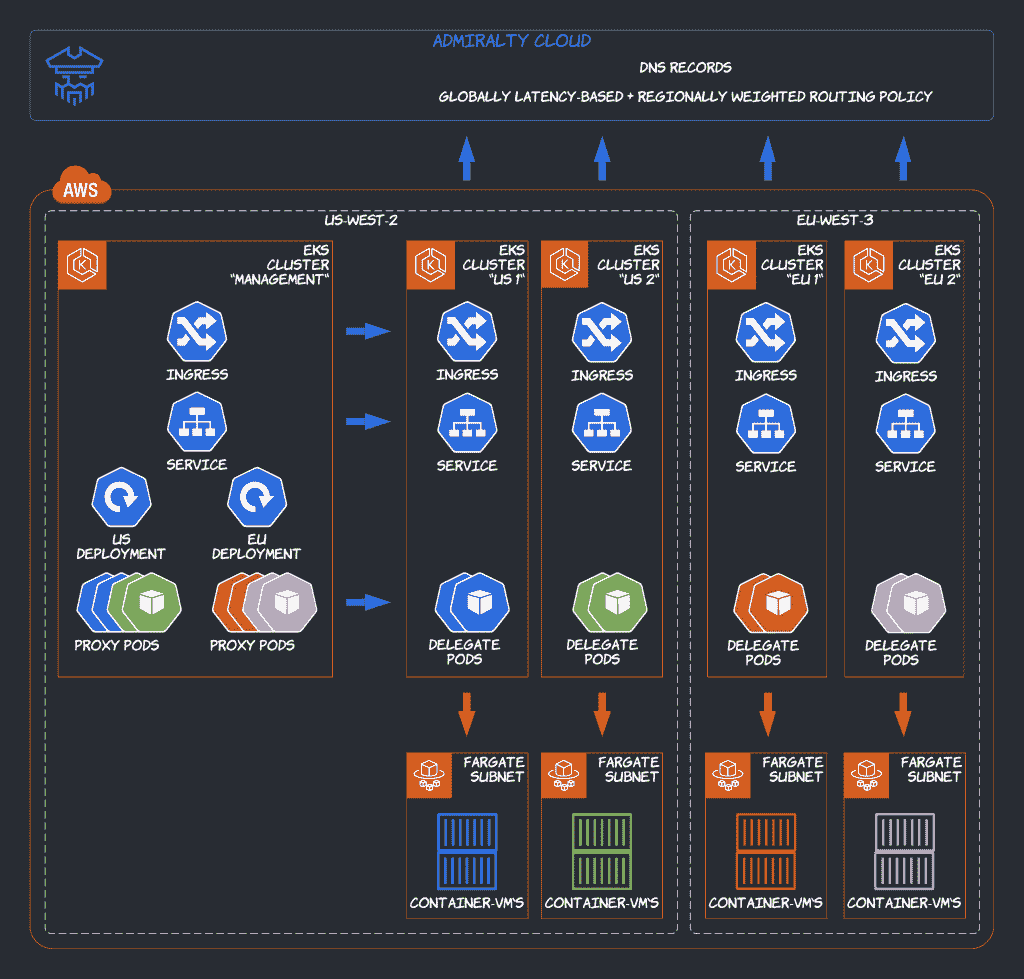 ADMIRALTY CLOUD
DNS RECORDS
GLOBALLY LATENCY-BASED + REGIONALLY WEIGHTED ROUTING POLICY
AWS
US-WEST-2
EKS
CLUSTER
"MANAGEMENT"
INGRESS
SERVICE
US
DEPLOYMENT
EU
DEPLOYMENT
PROXY PODS
PROXY PODS
K
EKS
CLUSTER
"US 1"
INGRESS
SERVICE
DELEGATE
PODS
K
EKS
CLUSTER
"US 2"
INGRESS
SERVICE
DELEGATE
PODS
K
FARGATE
SUBNET
CONTAINER-VM'S
FARGATE
SUBNET
CONTAINER-VM'S
EU-WEST-3
K
EKS
CLUSTER
"EU 1"
INGRESS
SERVICE
DELEGATE
PODS
K
EKS
CLUSTER
"EU 2"
INGRESS
SERVICE
DELEGATE
PODS
FARGATE
SUBNET
CONTAINER-VM'S
FARGATE
SUBNET
CONTAINER-VM'S